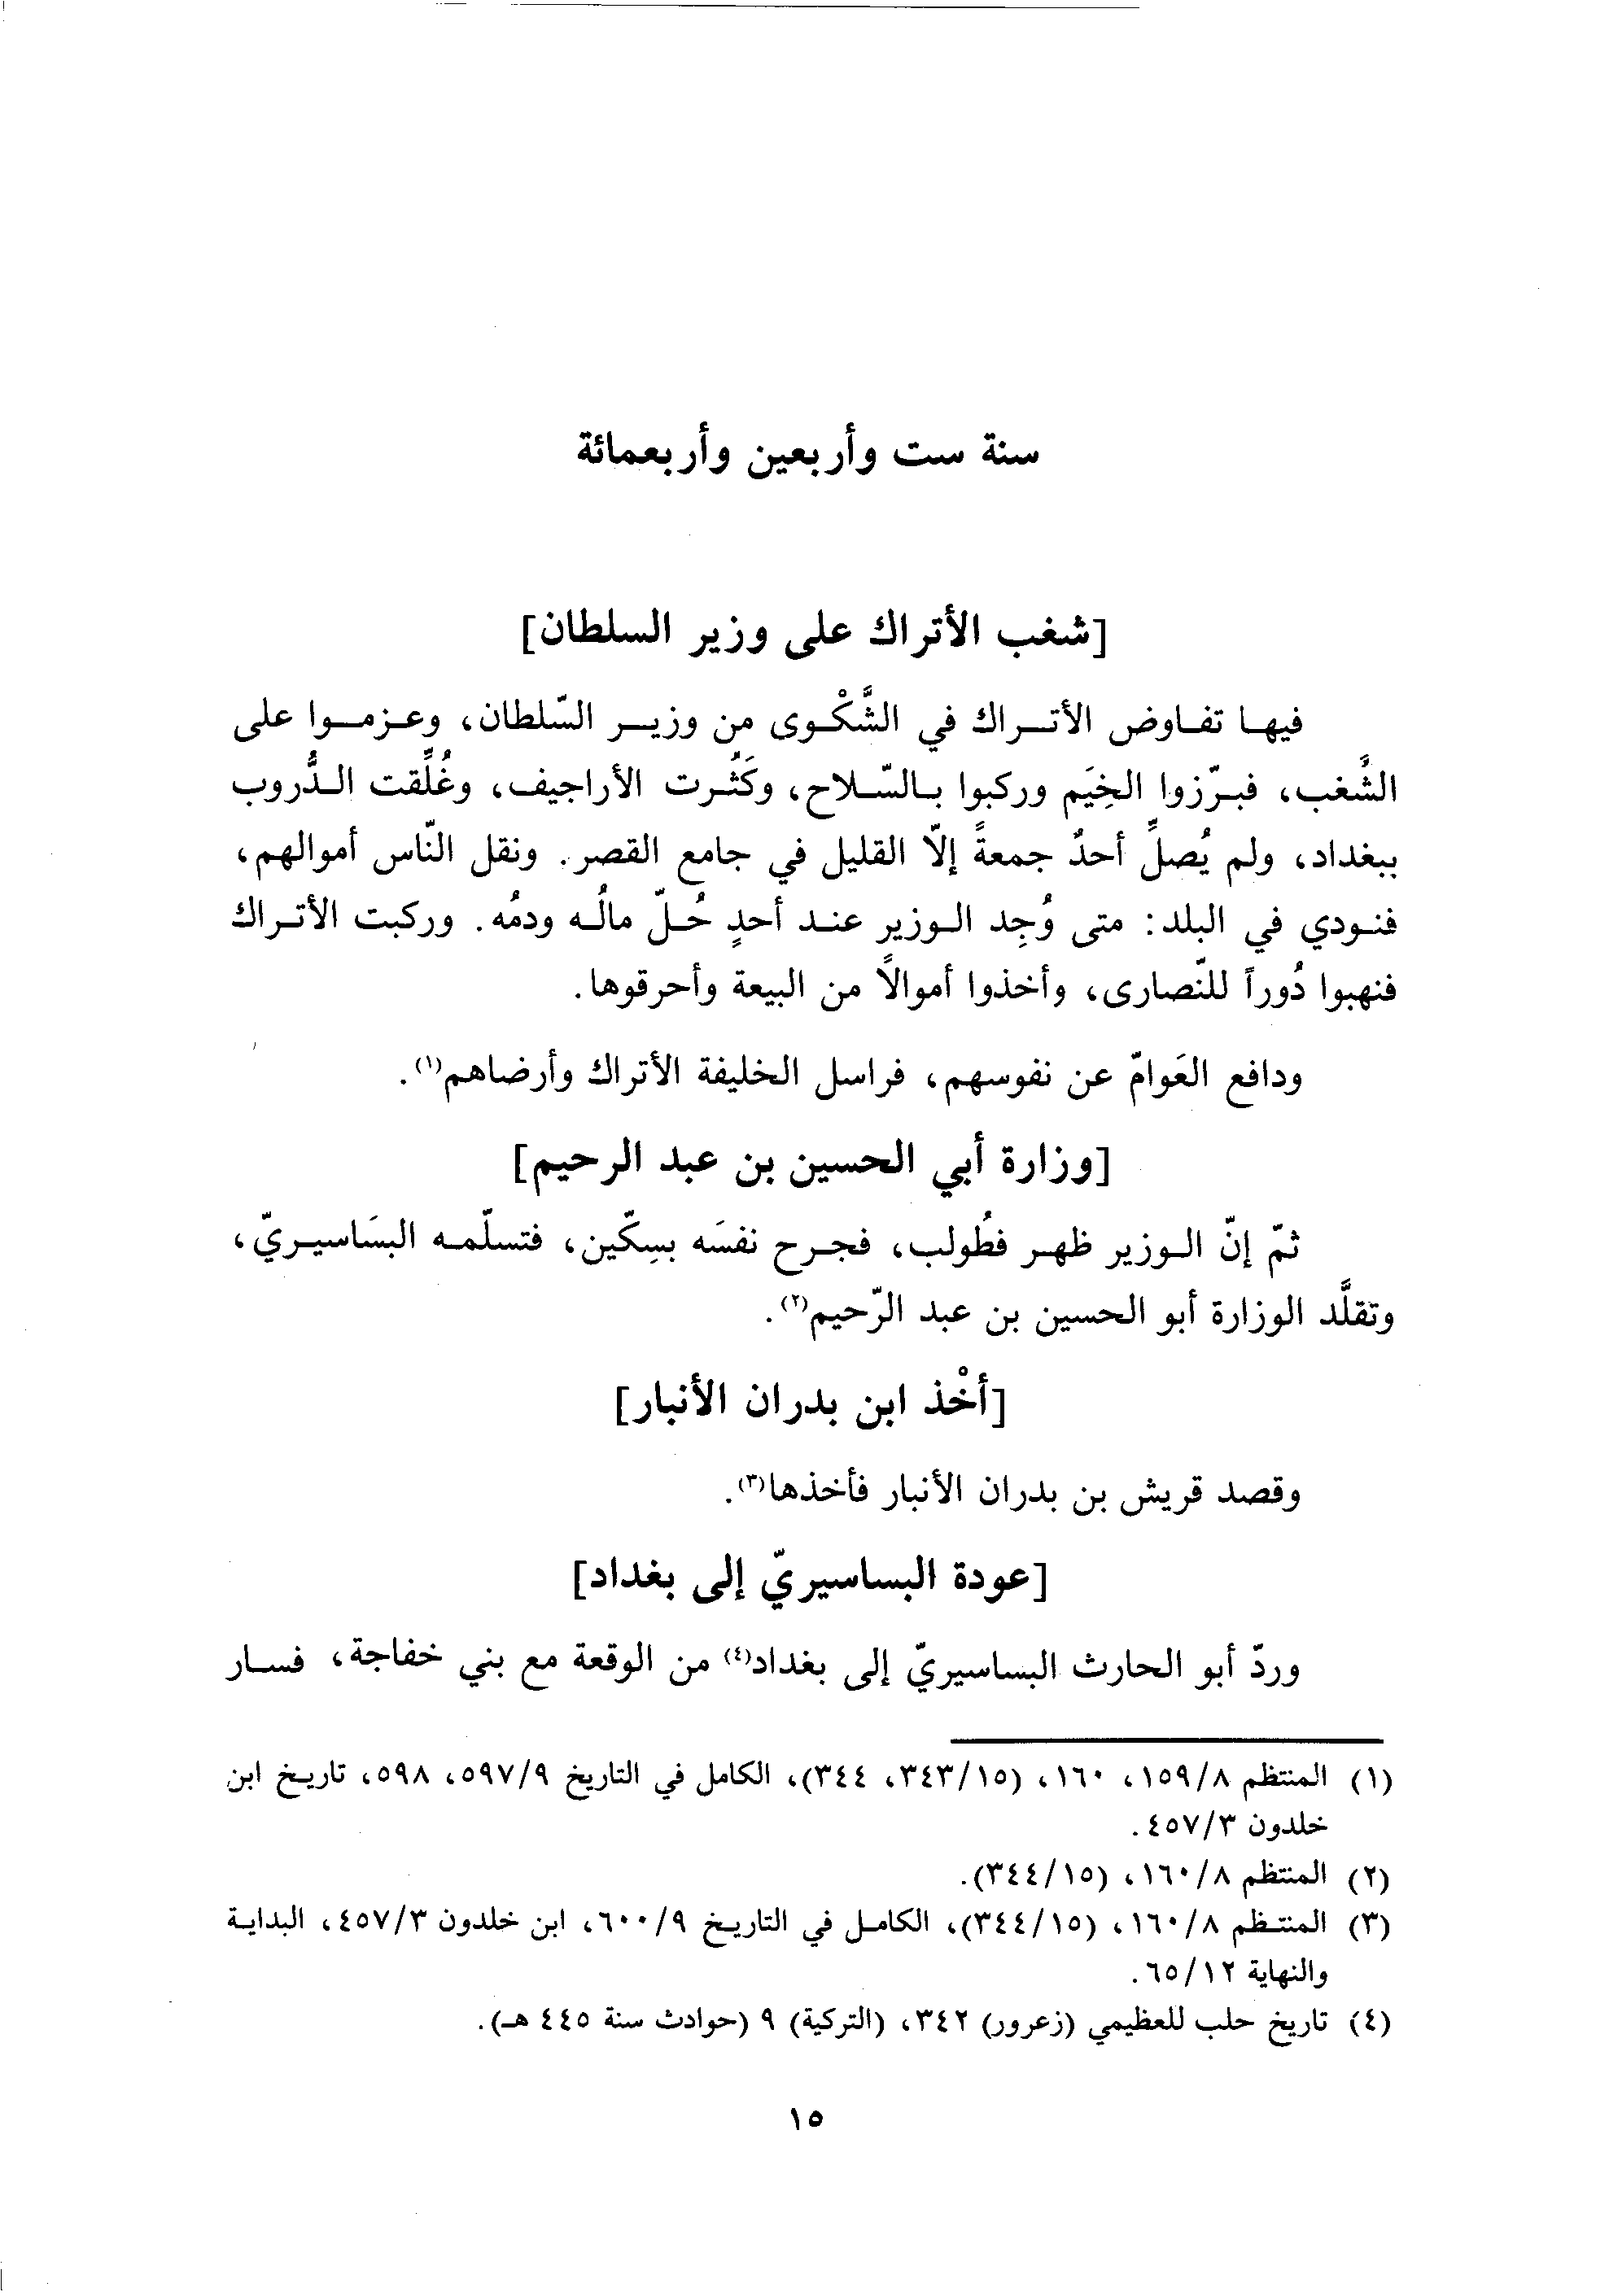 سنة ست وأربعين وأربعمائة
[شغب الأتراك على وزير السلطان]
فيها تفاوض الأتراك في الشَّكْوى من وزير السّلطان، وعزموا على
الشَّغب، فبرّزوا الخِيَم وركبوا بالسّلاح، وكَثُرت الأراجيف، وغُلِّقت الدُّروب
ببغداد، ولم يُصلِّ أحدٌ جمعةً إلّا القليل في جامع القصر. ونقل النّاس أموالهم،
فنودي في البلد: متى وُجِد الوزير عند أحدٍ حُلّ مالُه ودمُه. وركبت الأتراك
فنهبوا دُوراً للنّصارى، وأخذوا أموالاً من البيعة وأحرقوها.
ودافع العَوامّ عن نفوسهم، فراسل الخليفة الأتراك وأرضاهم(١).
[وزارة أبي الحسين بن عبد الرحيم]
ثمّ إنّ الوزير ظهر فطُولب، فجرح نفسَه بسِكّين، فتسلّمه البسَاسيريّ،
وتقلَّد الوزارة أبو الحسين بن عبد الرّحيم(٢).
[أخْذ ابن بدران الأنبار]
وقصد قريش بن بدران الأنبار فأخذها(٣).
[عودة البساسيريّ إلى بغداد]
وردّ أبو الحارث البساسيريّ إلى بغداد(٤) من الوقعة مع بني خفاجة، فسار
(١) المنتظم ١٥٩/٨، ١٦٠، (٣٤٣/١٥، ٣٤٤)، الكامل في التاريخ ٥٩٧/٩، ٥٩٨، تاريخ ابن
خلدون ٤٥٧/٣.
(٢) المنتظم ١٦٠/٨، (٣٤٤/١٥).
(٣) المنتظم ١٦٠/٨، (٣٤٤/١٥)، الكامل في التاريخ ٦٠٠/٩، ابن خلدون ٤٥٧/٣، البداية
والنهاية ٦٥/١٢.
(٤) تاريخ حلب للعظيمي (زعرور) ٣٤٢، (التركية) ٩ (حوادث سنة ٤٤٥ هـ).
١٥